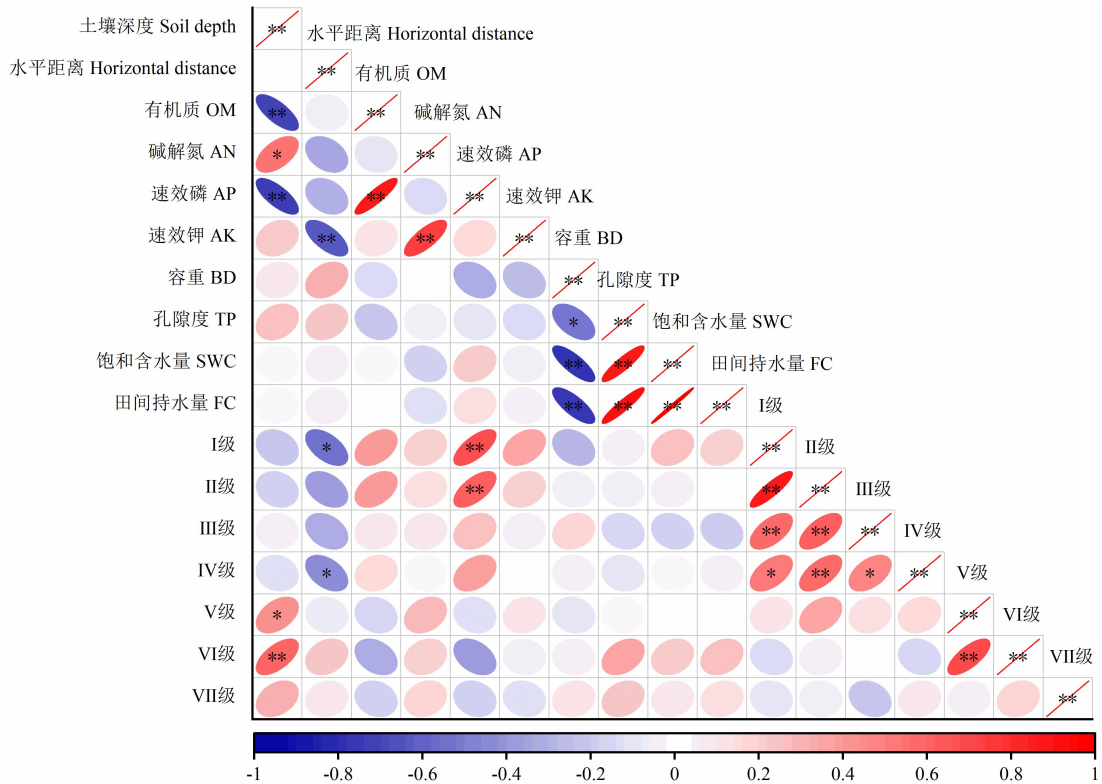 土壤深度 Soil depth ** 水平距离 Horizontal distance
水平距离 Horizontal distance ** 有机质 OM
有机质 OM ** ** 碱解氮 AN
碱解氮 AN * ** 速效磷 AP
速效磷 AP ** ** ** 速效钾 AK
速效钾 AK ** ** ** 容重 BD
容重 BD ** 孔隙度 TP
孔隙度 TP * ** 饱和含水量 SWC
饱和含水量 SWC ** ** ** 田间持水量 FC
田间持水量 FC ** ** ** ** I级
I级 * ** ** II级
II级 ** ** ** III级
III级 ** ** ** IV级
IV级 * * ** * ** V级
V级 * ** VI级
VI级 ** ** ** VII级
VII级 **
-1 -0.8 -0.6 -0.4 -0.2 0 0.2 0.4 0.6 0.8 1